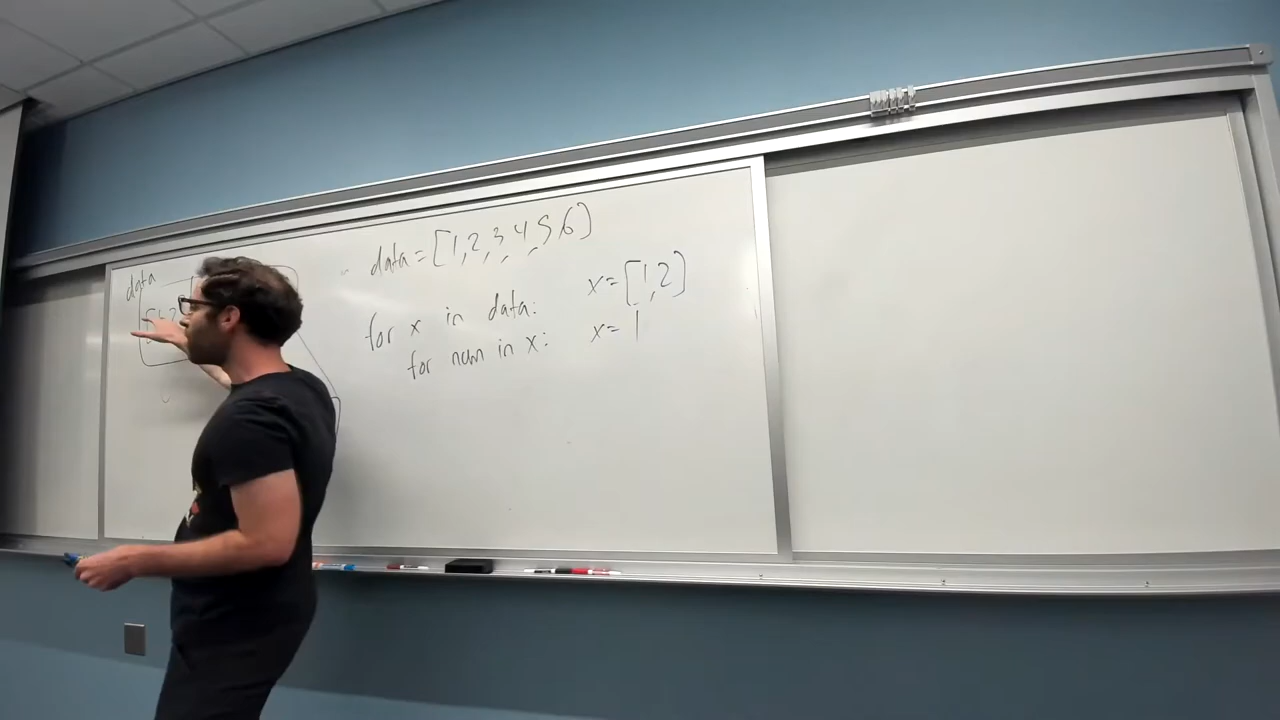 data
data = [1, 2, 3, 4, 5, 6]
for x in data: x = [1, 2]
for num in x: x = 1